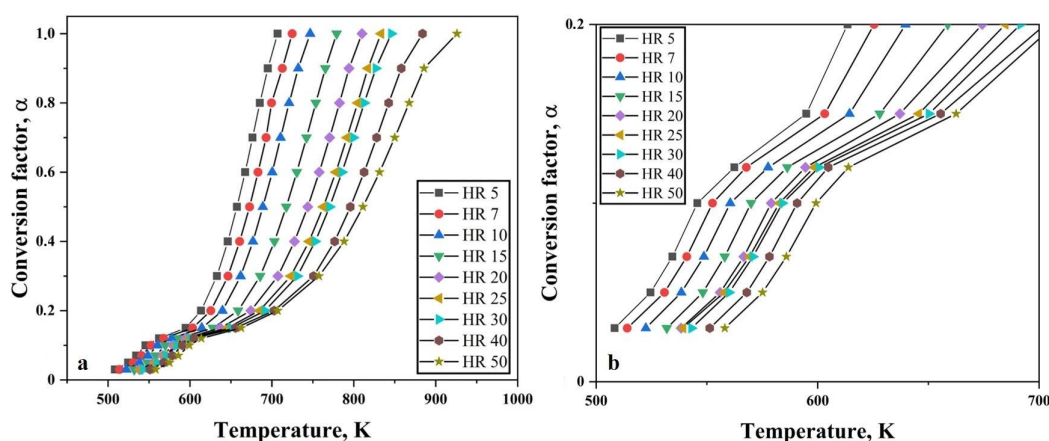 1.0
0.8
0.6
0.4
0.2
0
Conversion factor, α
a
HR 5
HR 7
HR 10
HR 15
HR 20
HR 25
HR 30
HR 40
HR 50
500 600 700 800 900 1000
Temperature, K
0.2
0
Conversion factor, α
HR 5
HR 7
HR 10
HR 15
HR 20
HR 25
HR 30
HR 40
HR 50
b
500 600 700
Temperature, K